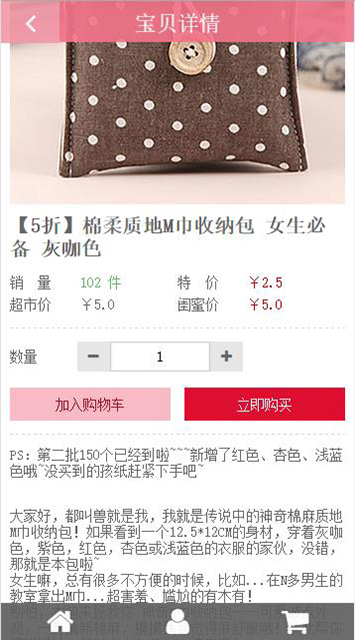 宝贝详情
【5折】棉柔质地M巾收纳包 女生必
备 灰咖色
销 量 102 件 特 价 ￥2.5
超市价 ￥5.0 闺蜜价 ￥5.0
数量 − 1 +
加入购物车 立即购买
PS：第二批150个已经到啦~~~新增了红色、杏色、浅蓝
色哦~没买到的孩纸赶紧下手吧~
大家好，都叫兽就是我，我就是传说中的神奇棉麻质地
M巾收纳包！如果看到一个12.5*12CM的身材，穿着灰咖
色，紫色，红色，杏色或浅蓝色的衣服的家伙，没错，
那就是本包啦~
女生嘛，总有很多不方便的时候，比如...在N多男生的
教室拿出M巾...超害羞、尴尬的有木有！